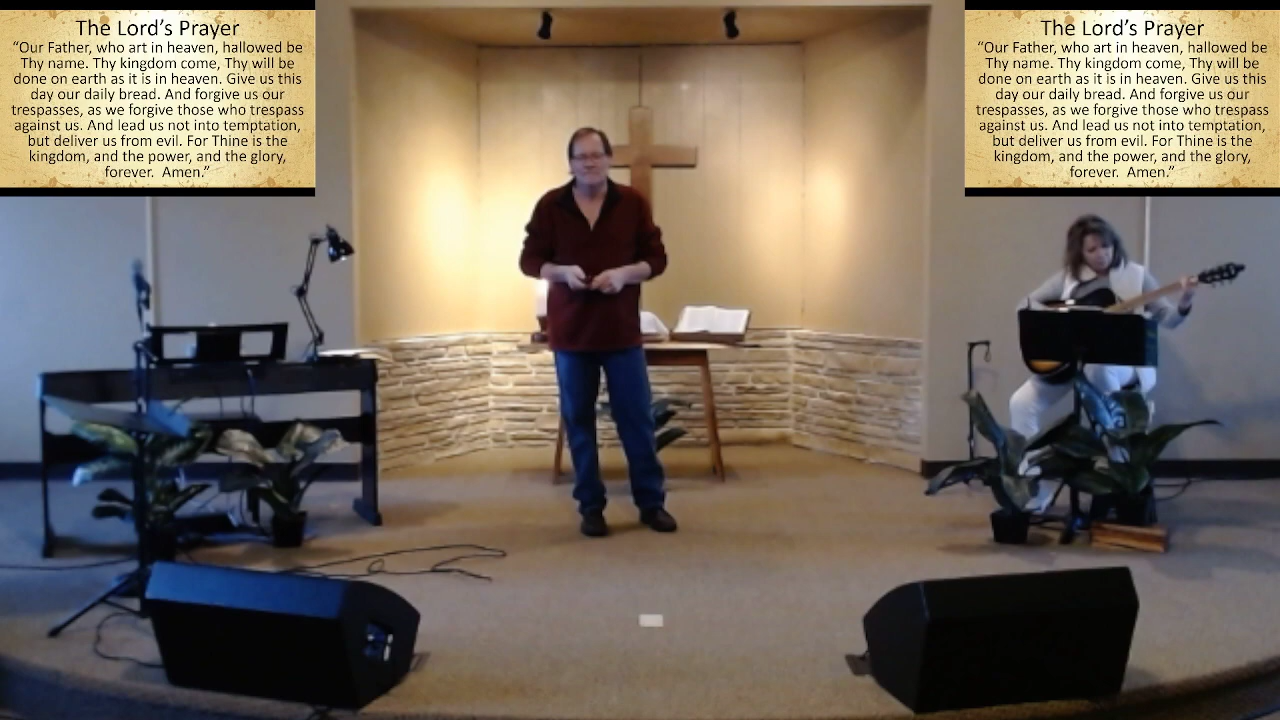 The Lord's Prayer
“Our Father, who art in heaven, hallowed be
Thy name. Thy kingdom come, Thy will be
done on earth as it is in heaven. Give us this
day our daily bread. And forgive us our
trespasses, as we forgive those who trespass
against us. And lead us not into temptation,
but deliver us from evil. For Thine is the
kingdom, and the power, and the glory,
forever.  Amen.”
The Lord's Prayer
“Our Father, who art in heaven, hallowed be
Thy name. Thy kingdom come, Thy will be
done on earth as it is in heaven. Give us this
day our daily bread. And forgive us our
trespasses, as we forgive those who trespass
against us. And lead us not into temptation,
but deliver us from evil. For Thine is the
kingdom, and the power, and the glory,
forever.  Amen.”